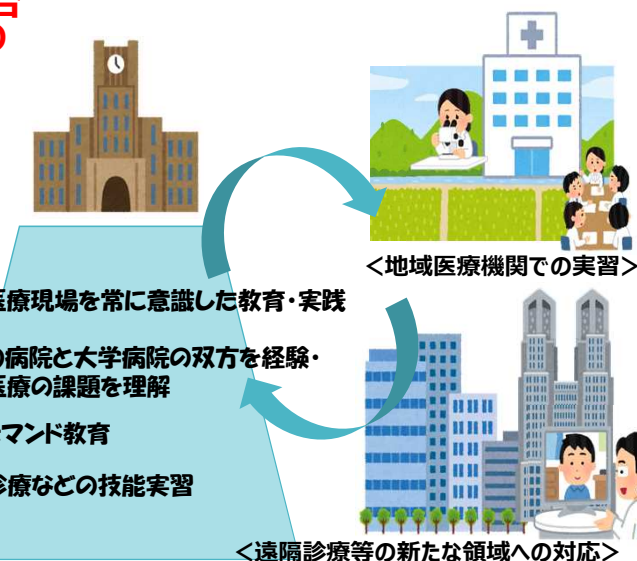 <地域医療機関での実習>
医療現場を常に意識した教育・実践
の病院と大学病院の双方を経験・
医療の課題を理解
マンド教育
診療などの技能実習
<遠隔診療等の新たな領域への対応>